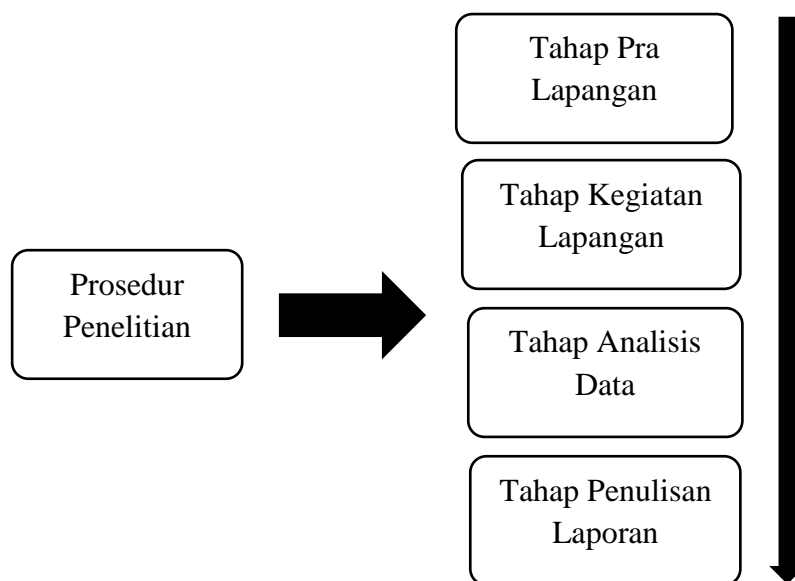 Prosedur
Penelitian
Tahap Pra
Lapangan
Tahap Kegiatan
Lapangan
Tahap Analisis
Data
Tahap Penulisan
Laporan